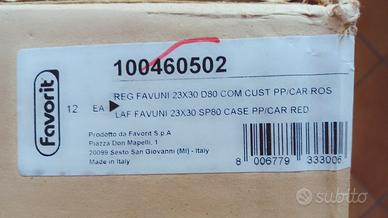 100460502
REG FAVUNI 23X30 D80 COM CUST PP/CAR ROS
12 EA
LAF FAVUNI 23X30 SP80 CASE PP/CAR RED
Favorit
Prodotto da Favorit S.p.A
Piazza Don Mapelli, 1
20099 Sesto San Giovanni (MI) - Italy
Made in Italy
8 006779 333006
subito